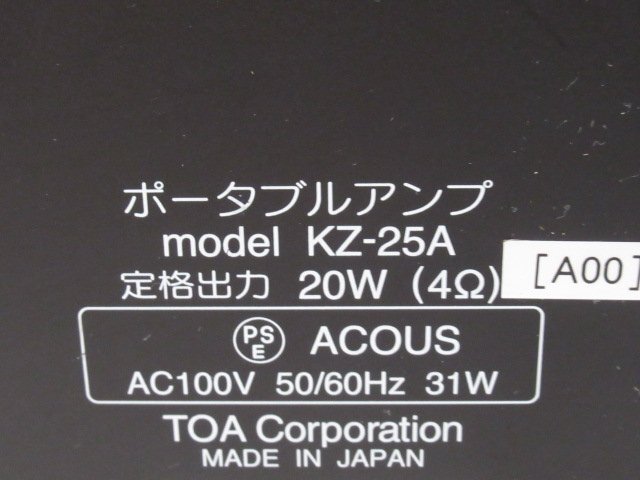 ポータブルアンプ
model KZ-25A
定格出力 20W (4Ω)
[A00]
PS
E
ACOUS
AC100V 50/60Hz 31W
TOA Corporation
MADE IN JAPAN